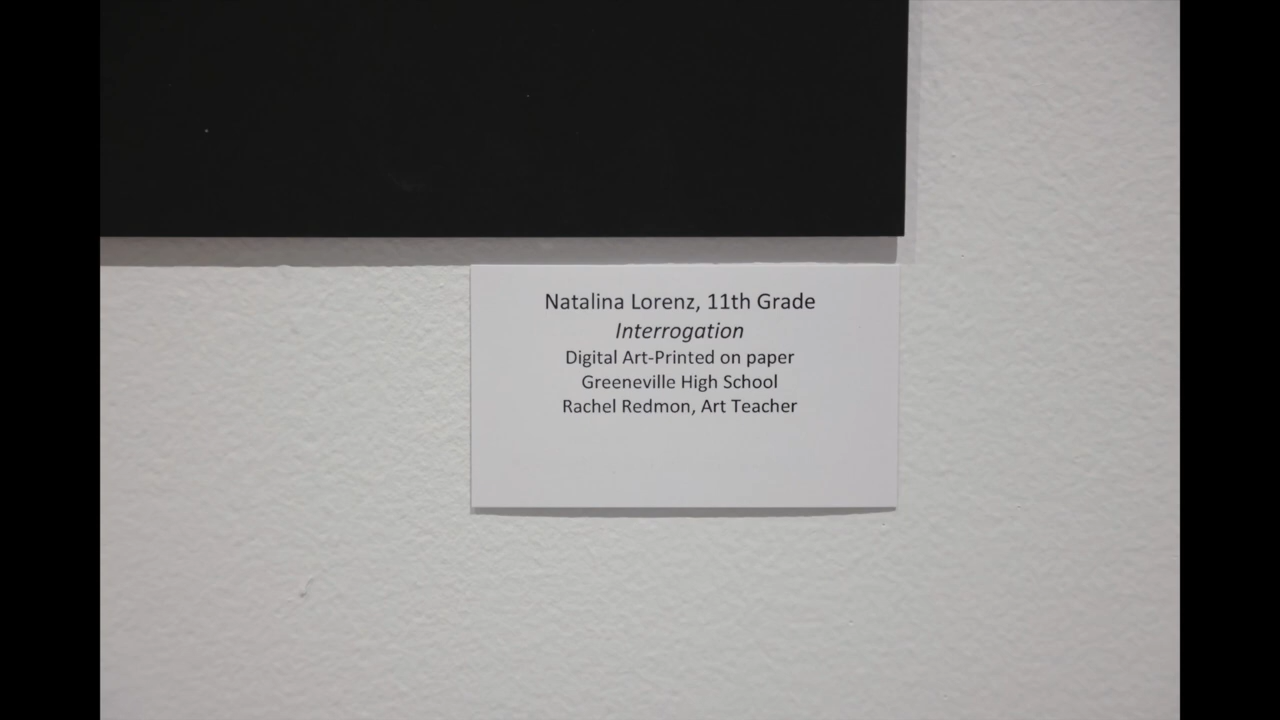 Natalina Lorenz, 11th Grade
Interrogation
Digital Art-Printed on paper
Greeneville High School
Rachel Redmon, Art Teacher